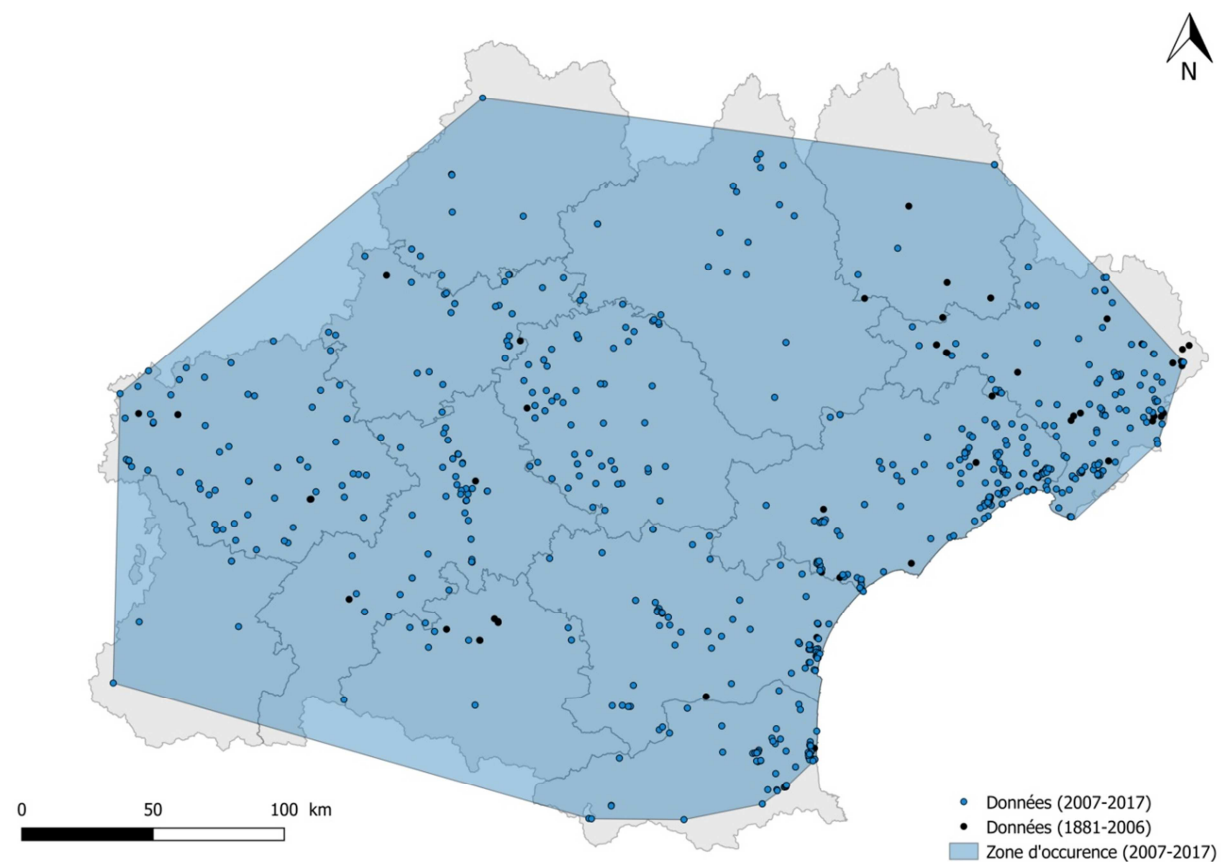 N
0 50 100 km
Données (2007-2017)
Données (1881-2006)
Zone d'occurence (2007-2017)